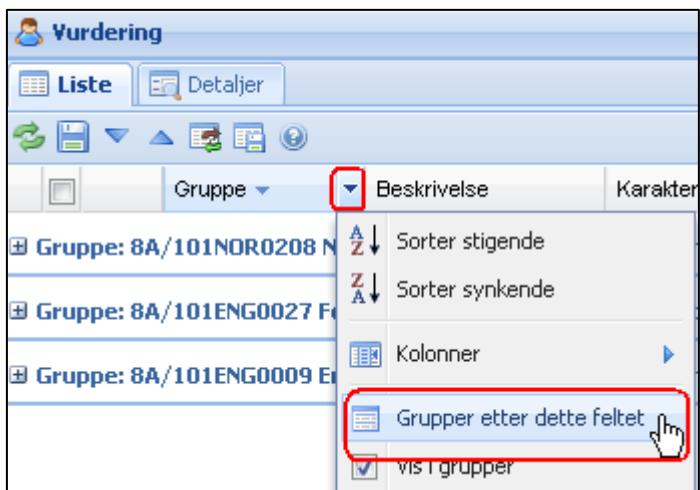 Vurdering
Liste Detaljer
Gruppe Beskrivelse Karakter
Gruppe: 8A/101NOR0208 N
Sorter stigende
Sorter synkende
Gruppe: 8A/101ENG0027 F
Kolonner
Gruppe: 8A/101ENG0009 E
Grupper etter dette feltet
Vis i grupper